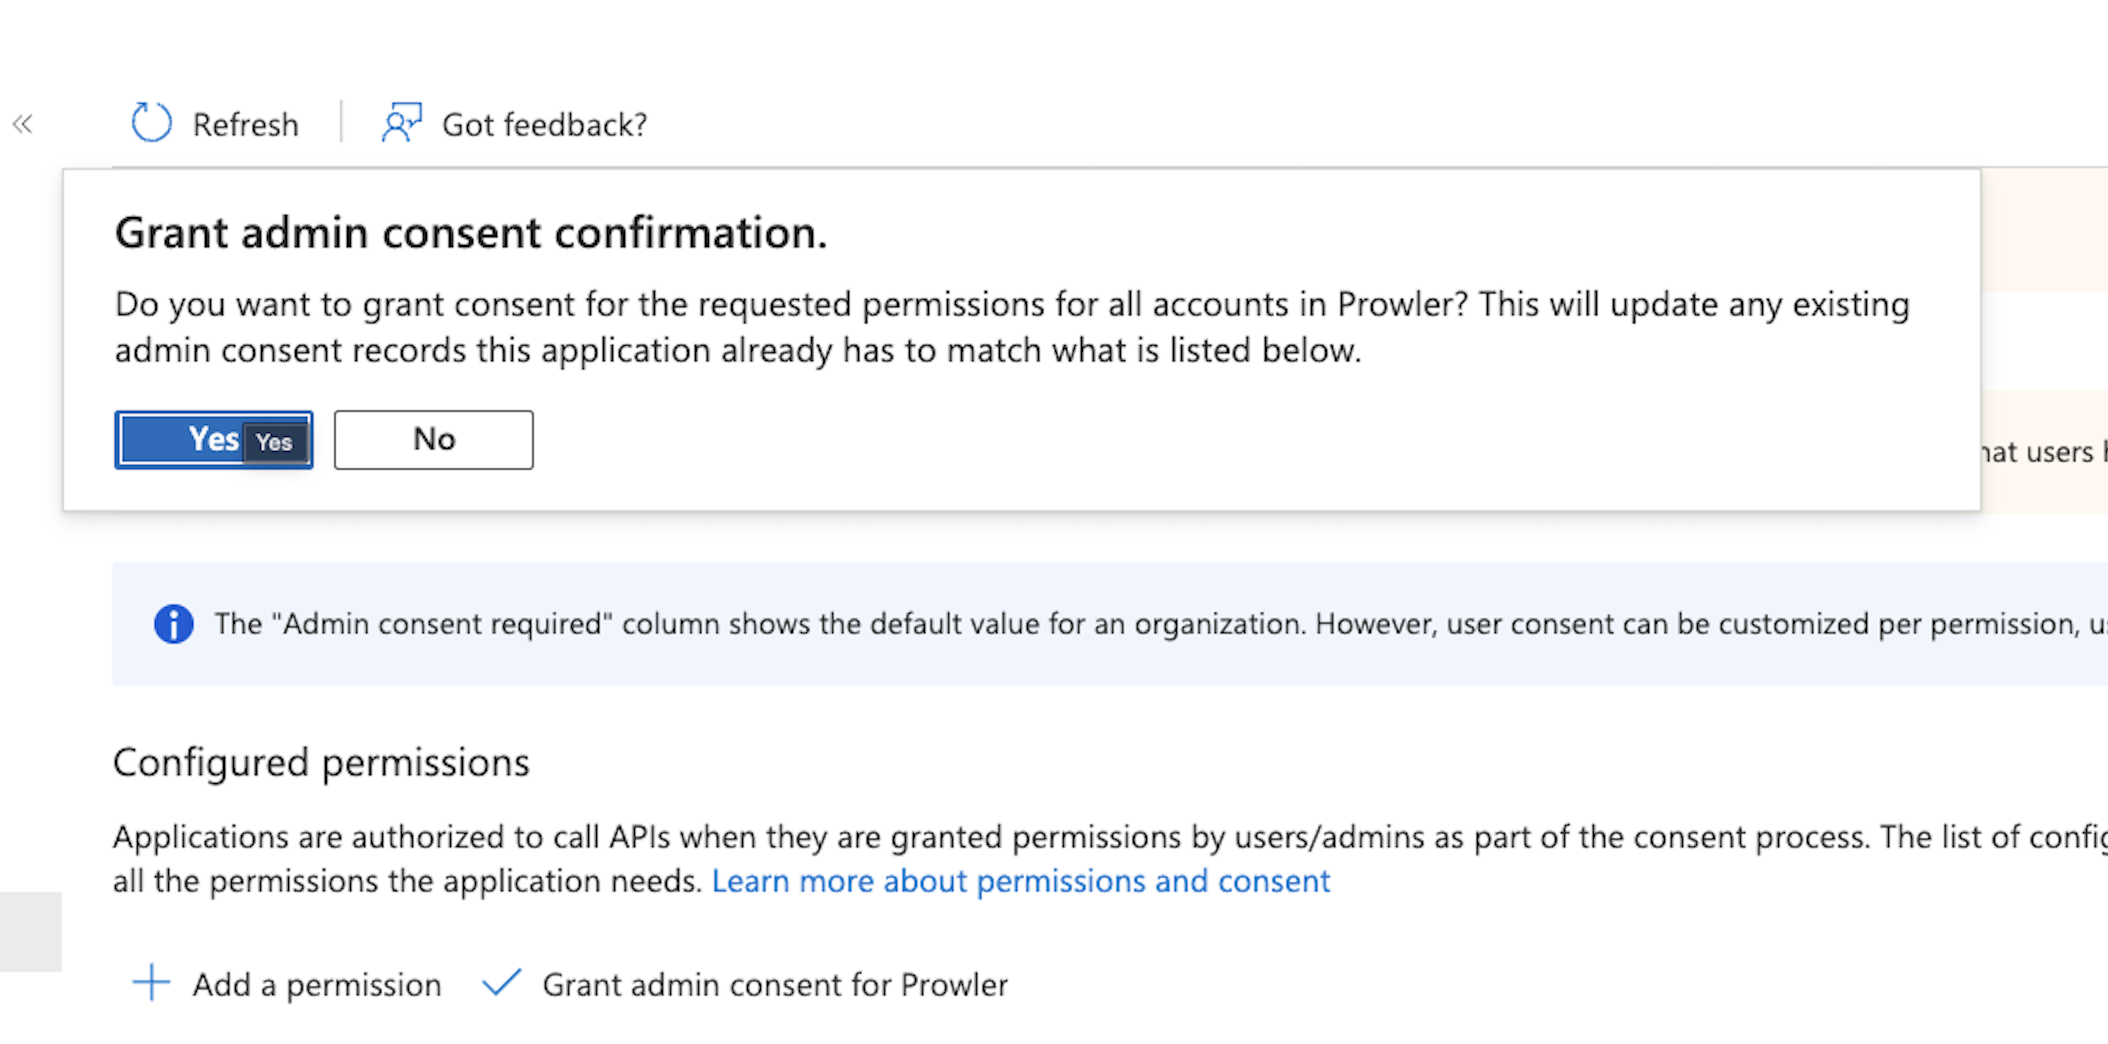 Refresh
Got feedback?
Grant admin consent confirmation.
Do you want to grant consent for the requested permissions for all accounts in Prowler? This will update any existing
admin consent records this application already has to match what is listed below.
Yes
Yes
No
users
The "Admin consent required" column shows the default value for an organization. However, user consent can be customized per permission,
Configured permissions
Applications are authorized to call APIs when they are granted permissions by users/admins as part of the consent process. The list of
all the permissions the application needs. Learn more about permissions and consent
Add a permission
Grant admin consent for Prowler